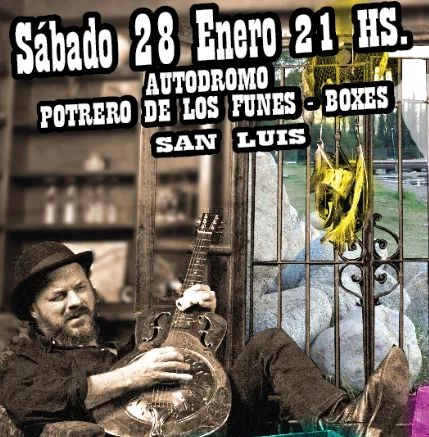 Sábado 28 Enero 21 HS.
AUTODROMO
POTRERO DE LOS FUNES - BOXES
SAN LUIS